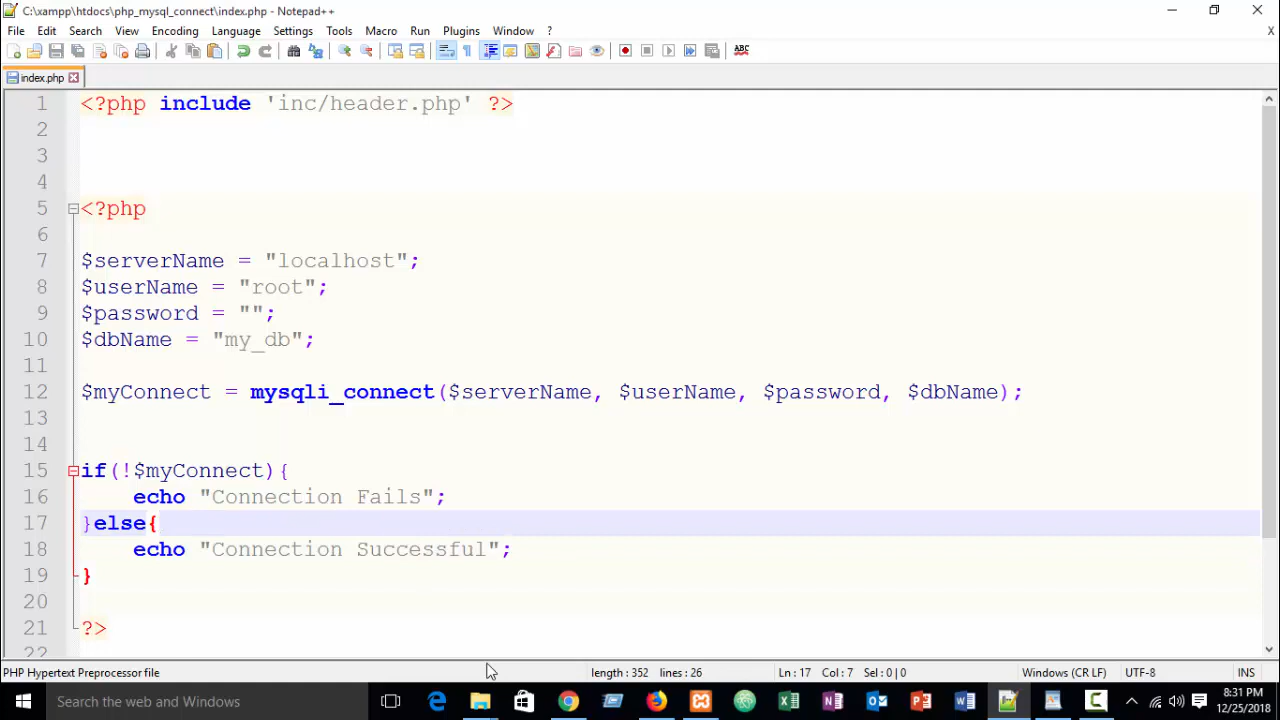 C:\xampp\htdocs\php_mysql_connect\index.php - Notepad++
File Edit Search View Encoding Language Settings Tools Macro Run Plugins Window ? X
ABC
index.php
1 <?php include 'inc/header.php' ?>
2
3
4
5 <?php
6
7 $serverName = "localhost";
8 $userName = "root";
9 $password = "";
10 $dbName = "my_db";
11
12 $myConnect = mysqli_connect($serverName, $userName, $password, $dbName);
13
14
15 if(!$myConnect){
16 echo "Connection Fails";
17 }else{
18 echo "Connection Successful";
19 }
20
21 ?>
22
PHP Hypertext Preprocessor file length : 352 lines : 26 Ln : 17 Col : 7 Sel : 0 | 0 Windows (CR LF) UTF-8 INS
Search the web and Windows
8:31 PM
12/25/2018